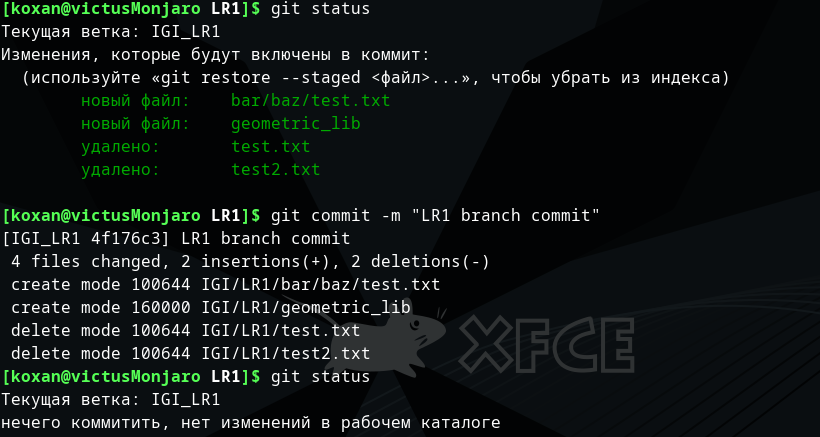 [koxan@victusMonjaro LR1]$ git status
Текущая ветка: IGI_LR1
Изменения, которые будут включены в коммит:
  (используйте «git restore --staged <файл>...», чтобы убрать из индекса)
        новый файл:    bar/baz/test.txt
        новый файл:    geometric_lib
        удалено:       test.txt
        удалено:       test2.txt

[koxan@victusMonjaro LR1]$ git commit -m "LR1 branch commit"
[IGI_LR1 4f176c3] LR1 branch commit
 4 files changed, 2 insertions(+), 2 deletions(-)
 create mode 100644 IGI/LR1/bar/baz/test.txt
 create mode 160000 IGI/LR1/geometric_lib
 delete mode 100644 IGI/LR1/test.txt
 delete mode 100644 IGI/LR1/test2.txt
XFCE
[koxan@victusMonjaro LR1]$ git status
Текущая ветка: IGI_LR1
нечего коммитить, нет изменений в рабочем каталоге